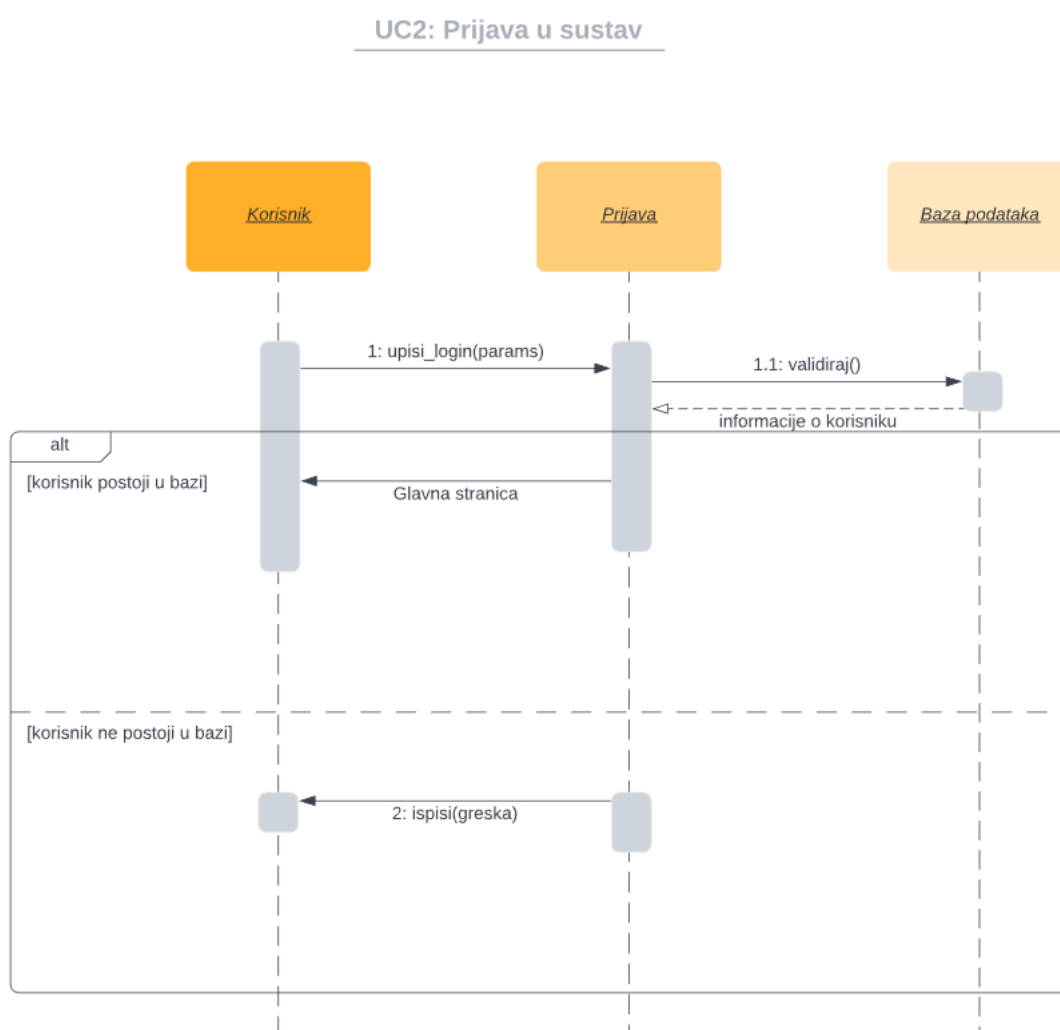 UC2: Prijava u sustav
Korisnik
Prijava
Baza podataka
1: upisi_login(params)
1.1: validiraj()
informacije o korisniku
alt
[korisnik postoji u bazi]
Glavna stranica
[korisnik ne postoji u bazi]
2: ispisi(greska)